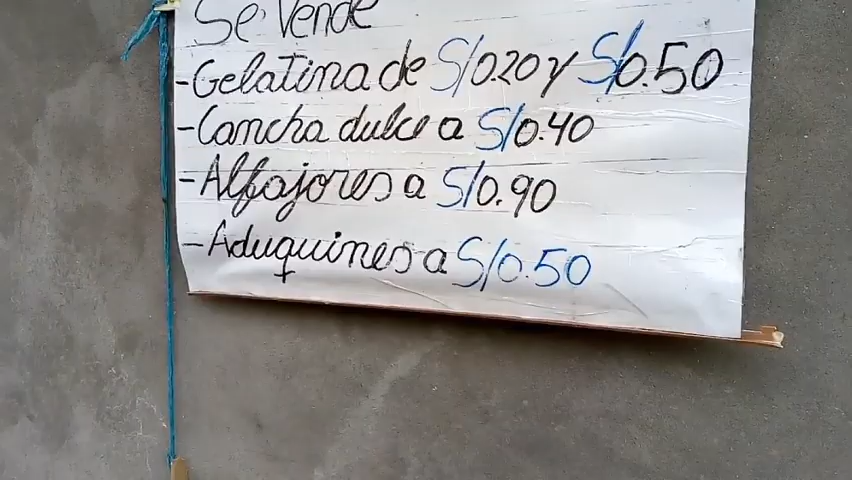 Se Vende
-Gelatina de S/0.20 y S/0.50
-Cancha dulce a S/0.40
-Alfajores a S/0.90
-Aduquines a S/0.50